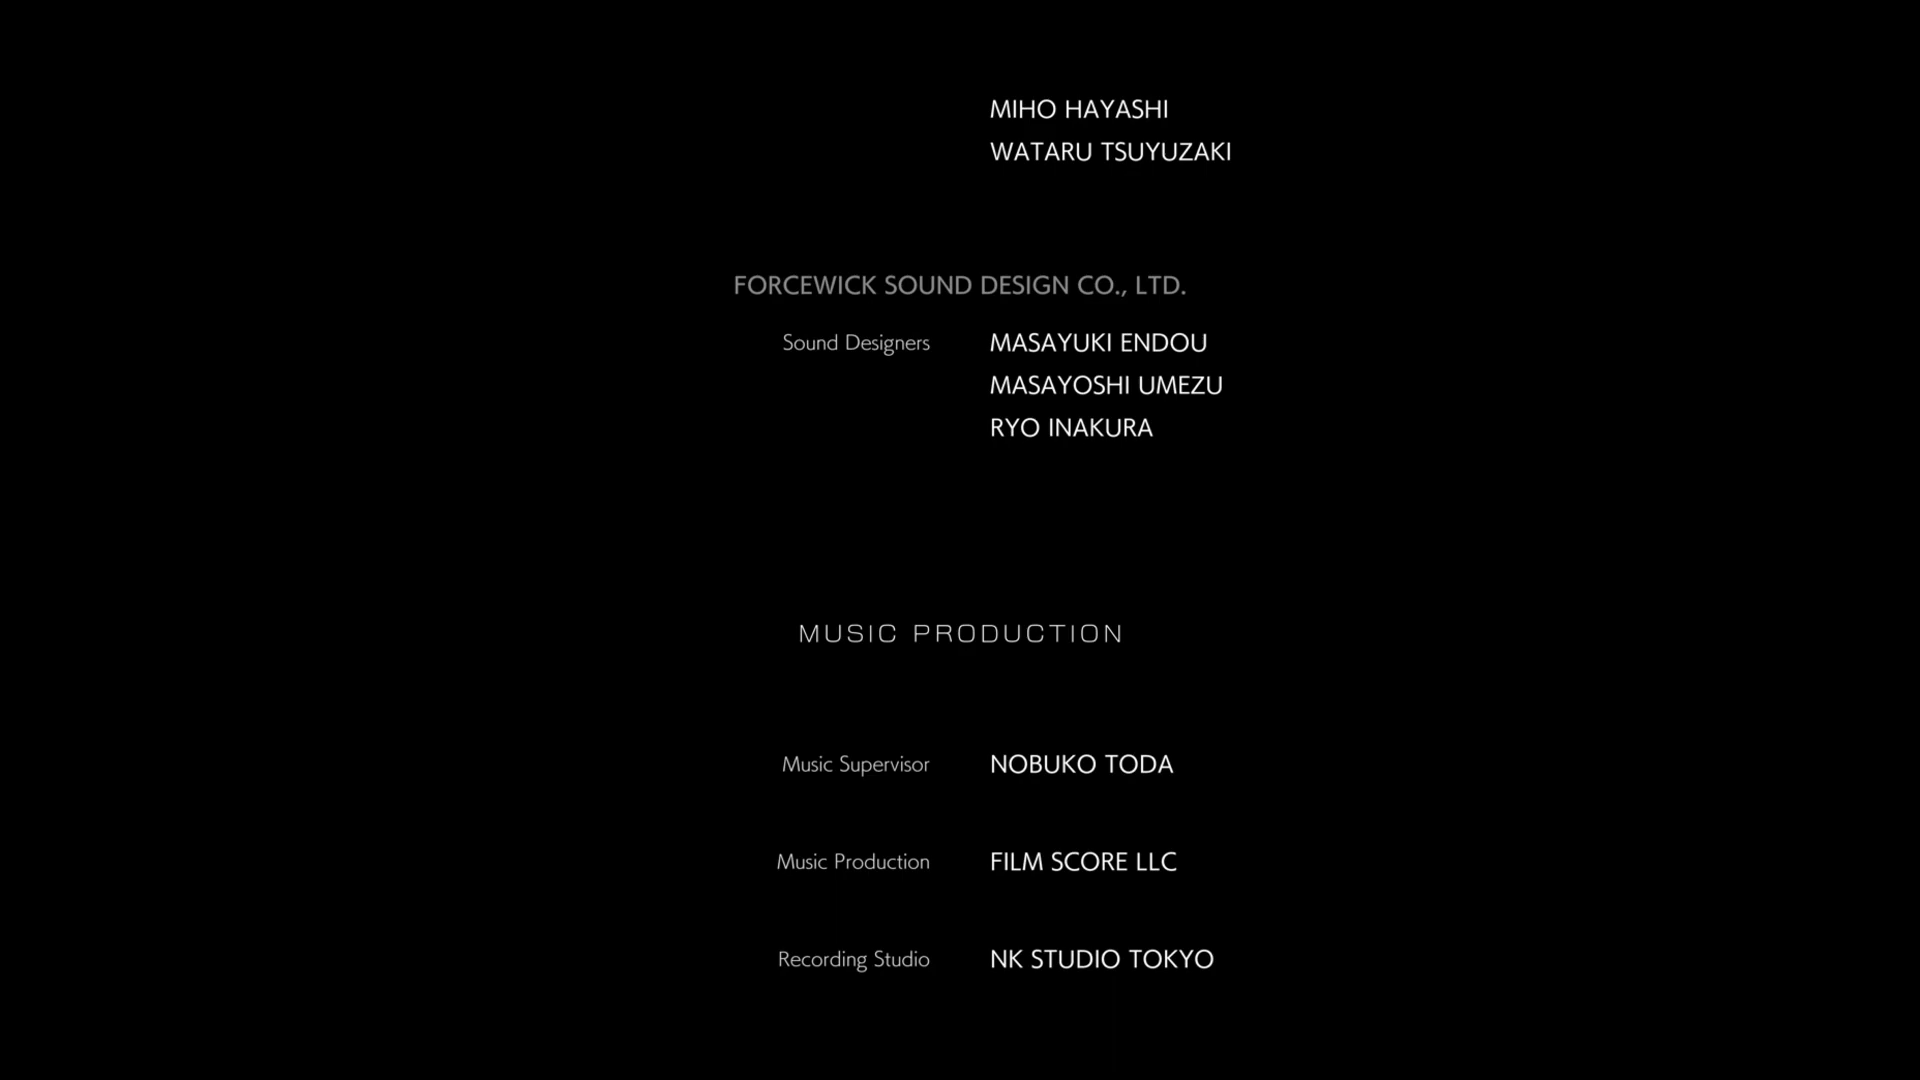 MIHO HAYASHI
WATARU TSUYUZAKI
FORCEWICK SOUND DESIGN CO., LTD.
Sound Designers MASAYUKI ENDOU
MASAYOSHI UMEZU
RYO INAKURA
MUSIC PRODUCTION
Music Supervisor NOBUKO TODA
Music Production FILM SCORE LLC
Recording Studio NK STUDIO TOKYO